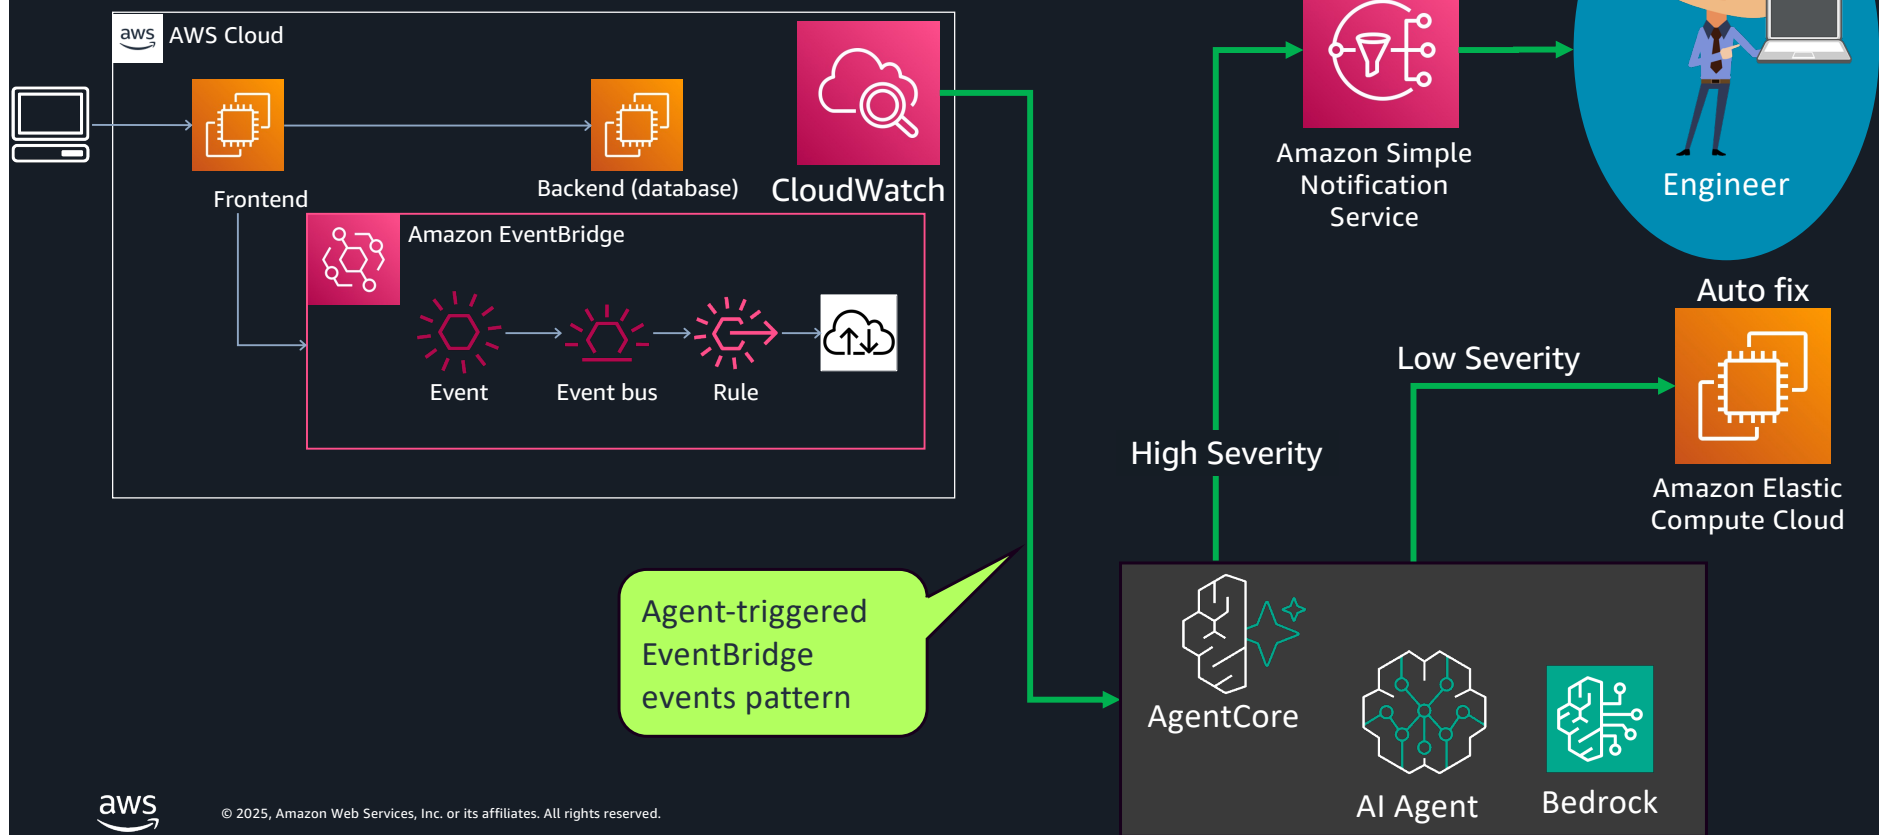 aws
AWS Cloud
Frontend
Backend (database)
CloudWatch
Amazon EventBridge
Event
Event bus
Rule
Amazon Simple
Notification
Service
Engineer
Auto fix
Low Severity
High Severity
Amazon Elastic
Compute Cloud
Agent-triggered
EventBridge
events pattern
AgentCore
AI Agent
Bedrock
aws
© 2025, Amazon Web Services, Inc. or its affiliates. All rights reserved.